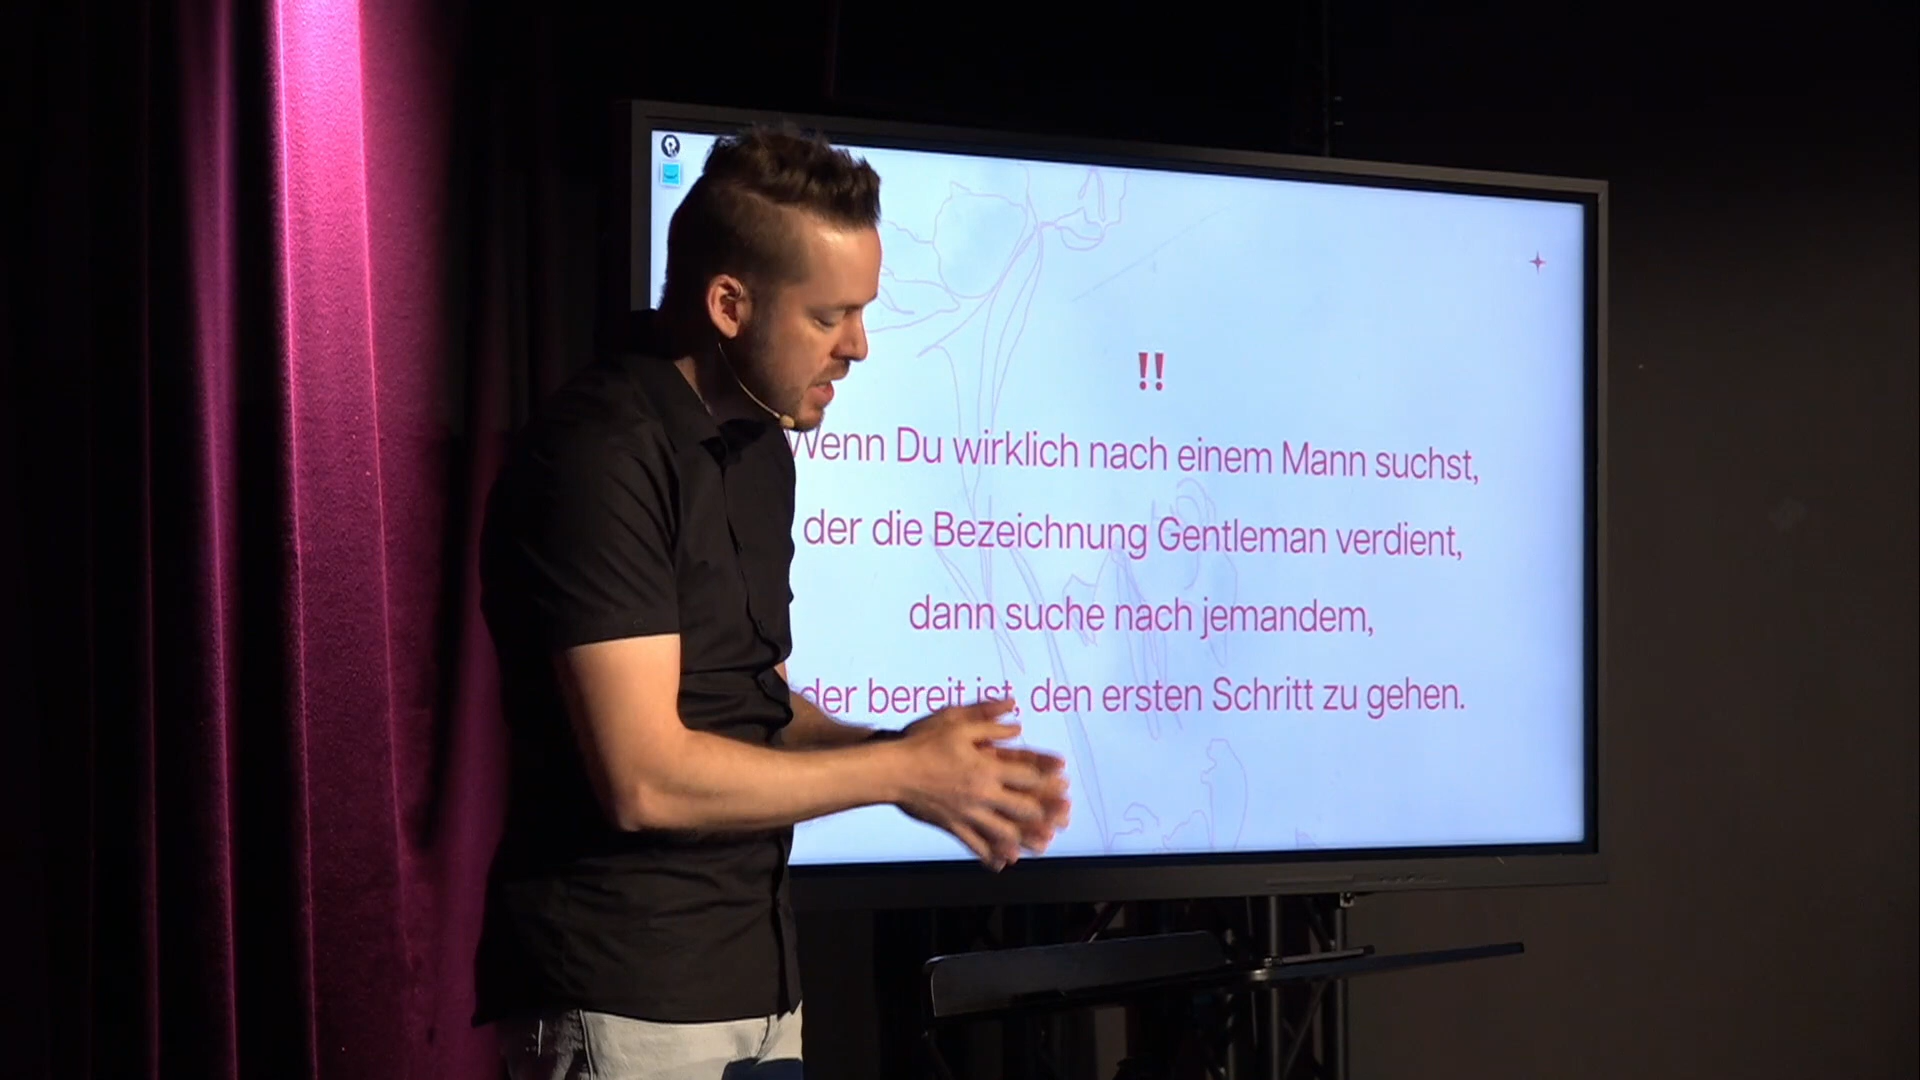 !!
Wenn Du wirklich nach einem Mann suchst,
der die Bezeichnung Gentleman verdient,
dann suche nach jemandem,
der bereit ist, den ersten Schritt zu gehen.